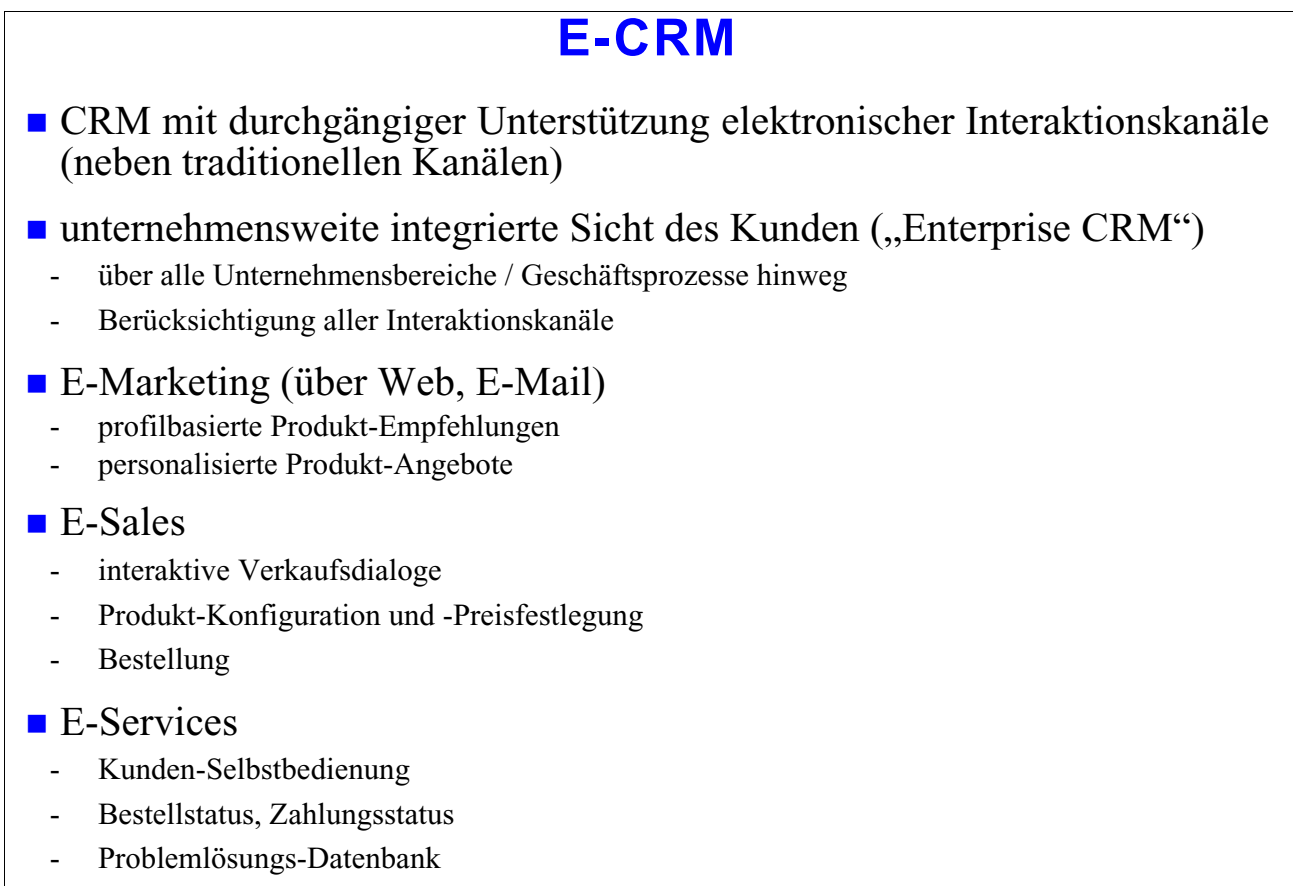 E-CRM
■ CRM mit durchgängiger Unterstützung elektronischer Interaktionskanäle
(neben traditionellen Kanälen)
■ unternehmensweite integrierte Sicht des Kunden („Enterprise CRM“)
- über alle Unternehmensbereiche / Geschäftsprozesse hinweg
- Berücksichtigung aller Interaktionskanäle
■ E-Marketing (über Web, E-Mail)
- profilbasierte Produkt-Empfehlungen
- personalisierte Produkt-Angebote
■ E-Sales
- interaktive Verkaufsdialoge
- Produkt-Konfiguration und -Preisfestlegung
- Bestellung
■ E-Services
- Kunden-Selbstbedienung
- Bestellstatus, Zahlungsstatus
- Problemlösungs-Datenbank